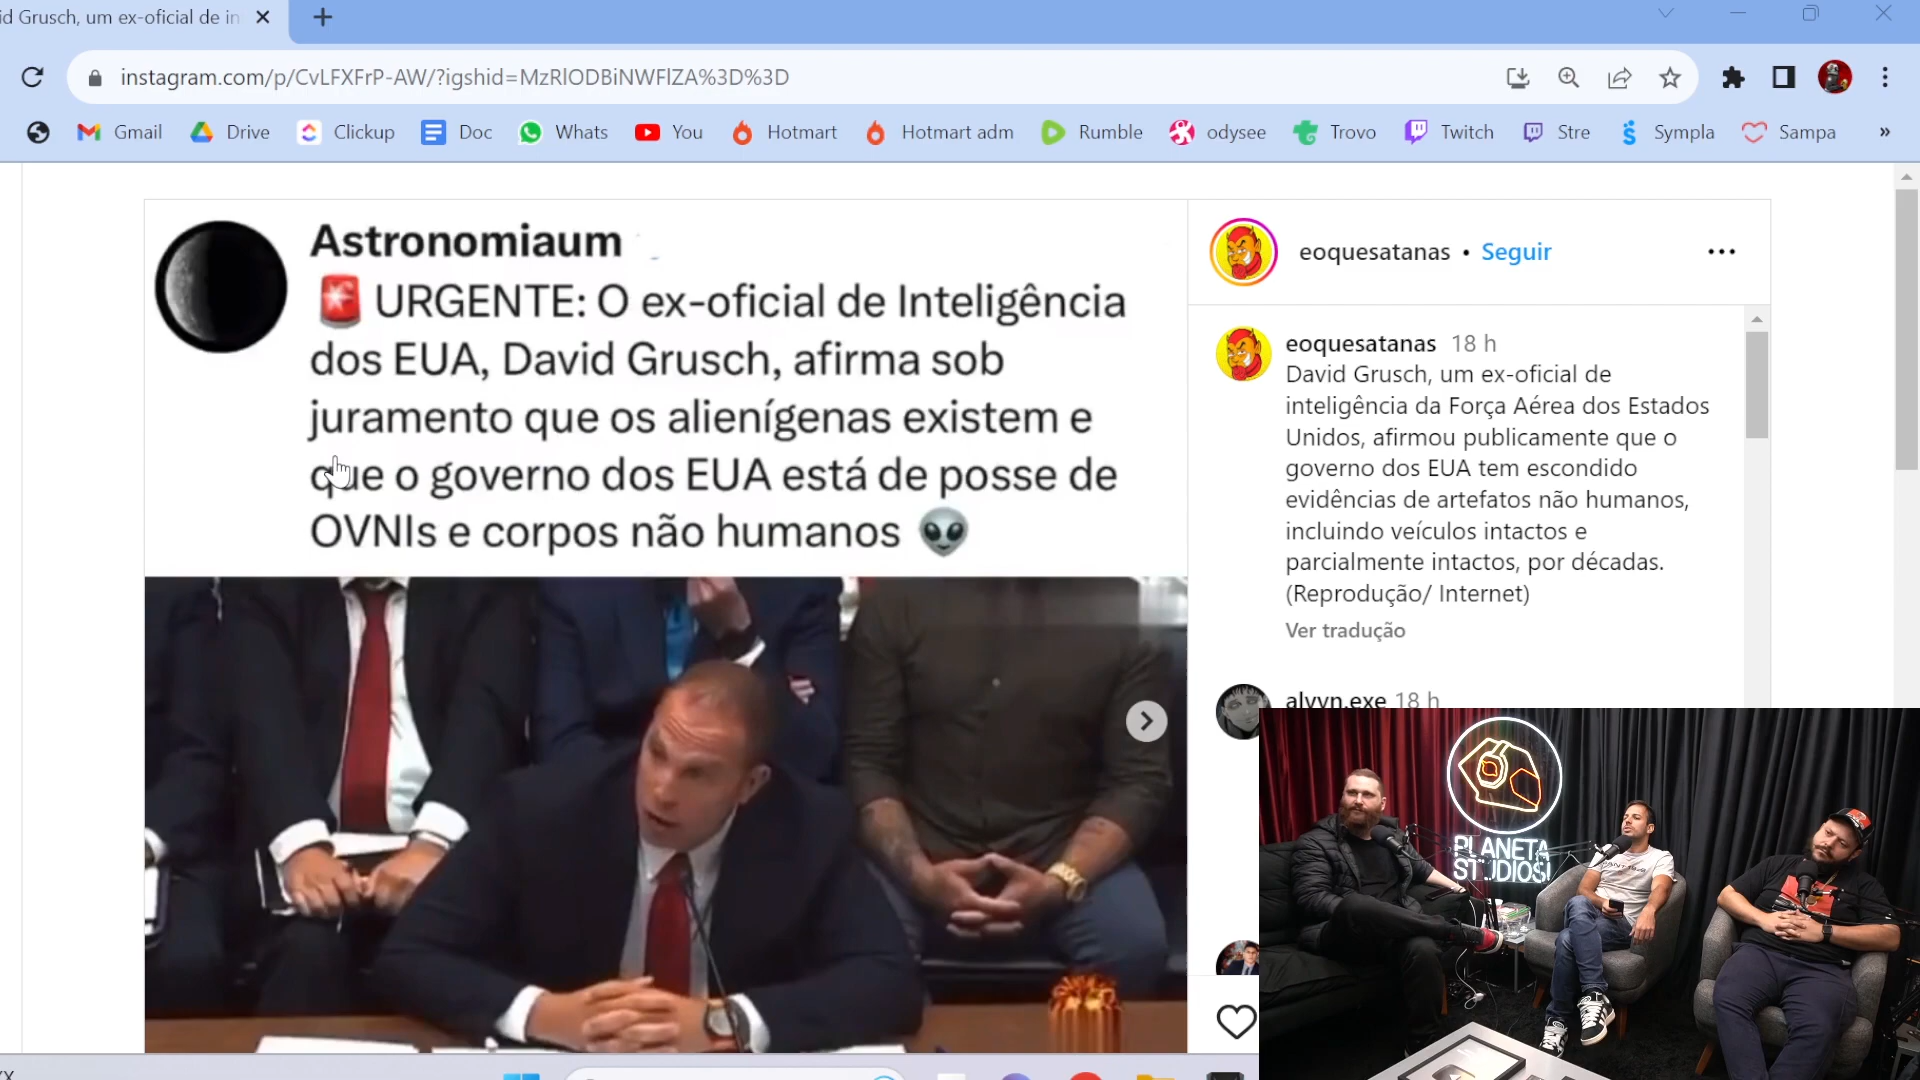 d Grusch, um ex-oficial de in
instagram.com/p/CvLFXFrP-AW/?igshid=MzRlODBiNWFlZA%3D%3D
Gmail Drive Clickup Doc Whats You Hotmart Hotmart adm Rumble odysee Trovo Twitch Stre Sympla Sampa »
Astronomiaum
🚨 URGENTE: O ex-oficial de Inteligência
dos EUA, David Grusch, afirma sob
juramento que os alienígenas existem e
que o governo dos EUA está de posse de
OVNIs e corpos não humanos 👽
eoquesatanas • Seguir
eoquesatanas 18 h
David Grusch, um ex-oficial de
inteligência da Força Aérea dos Estados
Unidos, afirmou publicamente que o
governo dos EUA tem escondido
evidências de artefatos não humanos,
incluindo veículos intactos e
parcialmente intactos, por décadas.
(Reprodução/ Internet)
Ver tradução
alvvn.exe 18 h
PLANETA
STUDIOS!